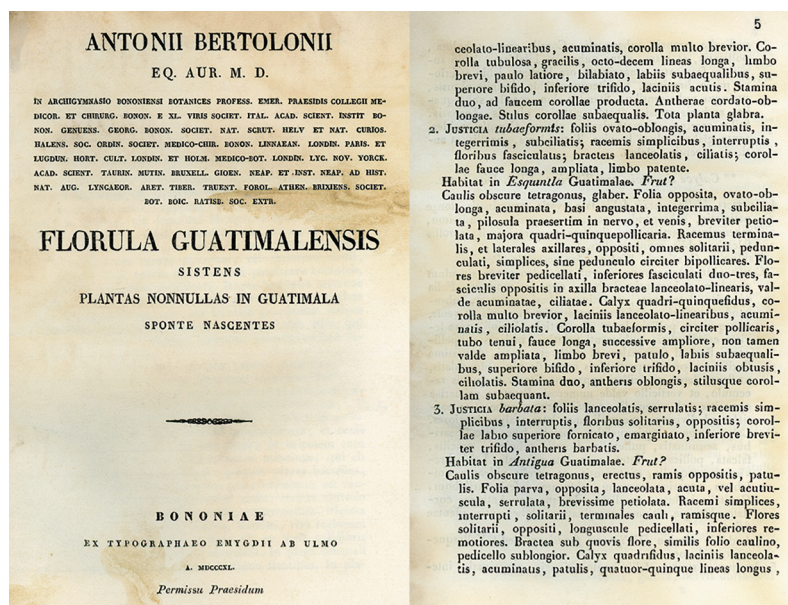 ANTONII BERTOLONII
EQ. AUR. M. D.
IN ARCHIGYMNASIO BONONIENSI BOTANICES PROFESS. EMER. PRAESIDIS COLLEGII ME-
DICOR. ET CHIRURG. BONON. E XL. VIRIS SOCIET. ITAL. ACAD. SCIENT. INSTIT BO-
NON. GENUENS. GEORG. BONON. SOCIET. NAT. SCRUT. HELV ET NAT. CURIOS.
HALENS. SOC. ORDIN. SOCIET. MEDICO-CHIR. BONON. LINNAEAN. LONDIN. PARIS. ET
LUGDUN. HORT. CULT. LONDIN. ET HOLM. MEDICO-BOT. LONDIN. LYC. NOV. YORCK.
ACAD. SCIENT. TAURIN. MUTIN. BRUXELL. GIOEN. NEAP. ET INST. NEAP. AD HIST.
NAT. AUG. LYNCAEOR. ARET. TIBER. TRUENT. FOROL. ATHEN. BRIXIENS. SOCIET.
BOT. BOIC. RATISB. SOC. EXTR.
FLORULA GUATIMALENSIS
SISTENS
PLANTAS NONNULLAS IN GUATIMALA
SPONTE NASCENTES
BONONIAE
EX TYPOGRAPHAEO EMYGDII AB ULMO
A. MDCCCXL.
Permissu Praesidum
5
ceolato-linearibus, acuminatis, corolla multo brevior. Co-
rolla tubulosa, gracilis, octo-decem lineas longa, limbo
brevi, paulo latiore, bilabiato, labiis subaequalibus, su-
periore bifido, inferiore trifido, laciniis acutis. Stamina
duo, ad faucem corollae producta. Antherae cordato-ob-
longae. Stilus corollae subaequalis. Tota planta glabra.
2. JUSTICIA tubaeformis: foliis ovato-oblongis, acuminatis, in-
tegerrimis, subciliatis; racemis simplicibus, interruptis,
floribus fasciculatis; bracteis lanceolatis, ciliatis; corol-
lae fauce longa, ampliata, limbo patente.
Habitat in Esquintla Guatimalae. Frut?
Caulis obscure tetragonus, glaber. Folia opposita, ovato-ob-
longa, acuminata, basi angustata, integerrima, subcilia-
ta, pilosula praesertim in nervo, et venis, breviter petio-
lata, majora quadri-quinquepollicaria. Racemus termina-
lis, et laterales axillares, oppositi, omnes solitarii, pedun-
culati, simplices, sine pedunculo circiter bipollicares. Flo-
res breviter pedicellati, inferiores fasciculati duo-tres, fa-
sciculis oppositis in axilla bracteae lanceolato-linearis, val-
de acuminatae, ciliatae. Calyx quadri-quinquefidus, co-
rolla multo brevior, laciniis lanceolato-linearibus, acumi-
natis, ciliolatis. Corolla tubaeformis, circiter pollicaris,
tubo tenui, fauce longa, successive ampliore, non tamen
valde ampliata, limbo brevi, patulo, labiis subaequali-
bus, superiore bifido, inferiore trifido, laciniis obtusis,
ciliolatis. Stamina duo, antheris oblongis, stilusque corol-
lam subaequant.
3. JUSTICIA barbata: foliis lanceolatis, serrulatis; racemis sim-
plicibus, interruptis, floribus solitariis, oppositis; corol-
lae labio superiore fornicato, emarginato, inferiore brevi-
ter trifido, antheris barbatis.
Habitat in Antigua Guatimalae. Frut?
Caulis obscure tetragonus, erectus, ramis oppositis, patu-
lis. Folia parva, opposita, lanceolata, acuta, vel acutiu-
scula, serrulata, brevissime petiolata. Racemi simplices,
interrupti, solitarii, terminales cauli, ramisque. Flores
solitarii, oppositi, longuscule pedicellati, inferiores re-
motiores. Bractea sub quovis flore, similis folio caulino,
pedicello sublongior. Calyx quadrifidus, laciniis lanceola-
tis, acuminatis, patulis, quatuor-quinque lineas longus,